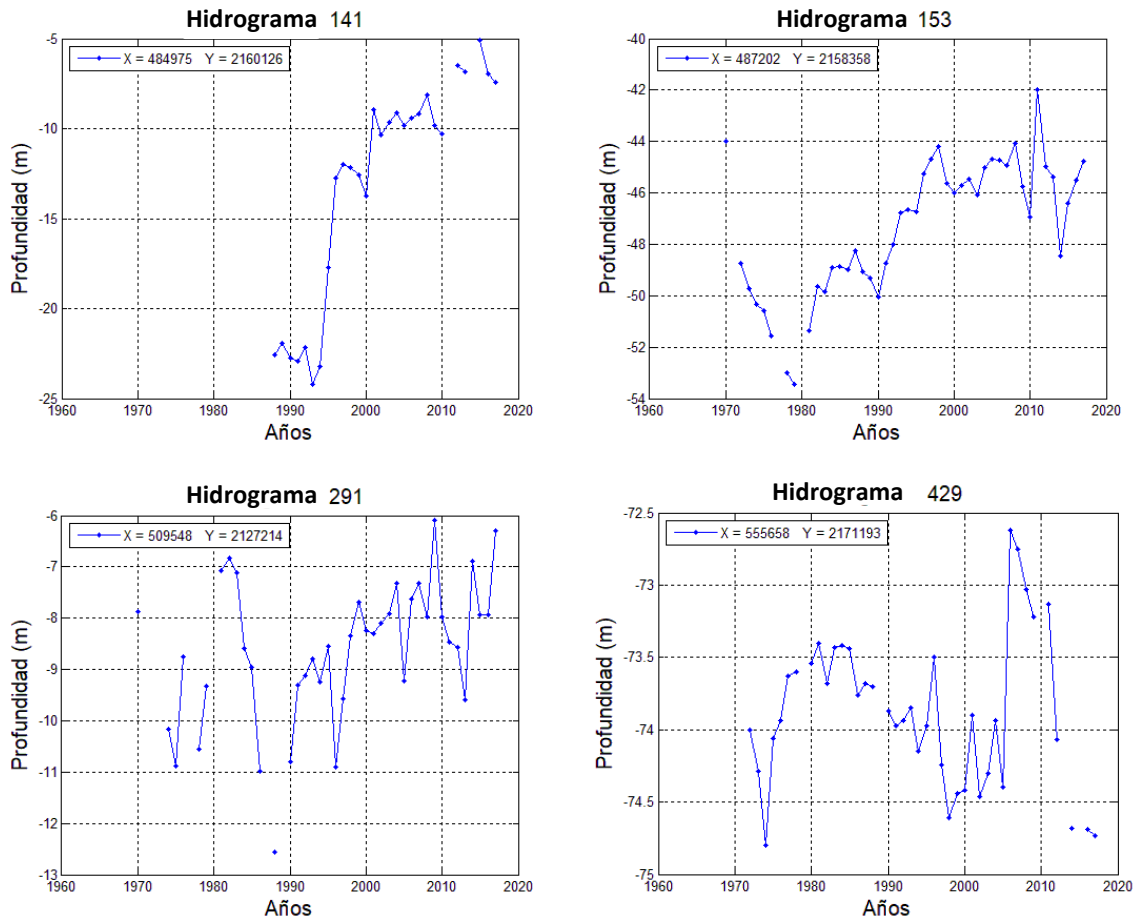 Hidrograma 141
X = 484975 Y = 2160126
Profundidad (m)
-5
-10
-15
-20
-25
1960 1970 1980 1990 2000 2010 2020
Años
Hidrograma 153
X = 487202 Y = 2158358
Profundidad (m)
-40
-42
-44
-46
-48
-50
-52
-54
1960 1970 1980 1990 2000 2010 2020
Años
Hidrograma 291
X = 509548 Y = 2127214
Profundidad (m)
-6
-7
-8
-9
-10
-11
-12
-13
1960 1970 1980 1990 2000 2010 2020
Años
Hidrograma 429
X = 555658 Y = 2171193
Profundidad (m)
-72.5
-73
-73.5
-74
-74.5
-75
1960 1970 1980 1990 2000 2010 2020
Años